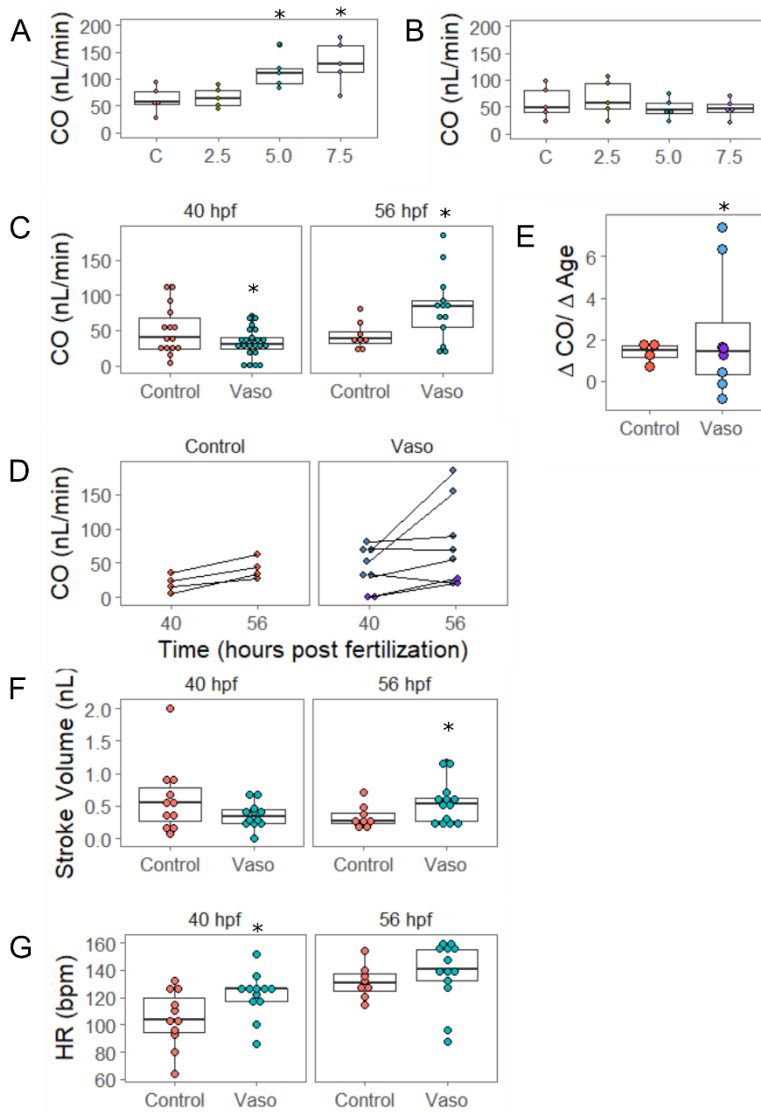 A
B
* *
CO (nL/min)
200
150
100
50
0
C 2.5 5.0 7.5
CO (nL/min)
200
150
100
50
0
C 2.5 5.0 7.5
C
40 hpf 56 hpf
*
*
CO (nL/min)
150
100
50
0
Control Vaso Control Vaso
E
*
Δ CO/ Δ Age
6
4
2
0
Control Vaso
D
Control Vaso
CO (nL/min)
150
100
50
0
40 56 40 56
Time (hours post fertilization)
F
40 hpf 56 hpf
*
Stroke Volume (nL)
2.0
1.5
1.0
0.5
0.0
Control Vaso Control Vaso
G
40 hpf 56 hpf
*
HR (bpm)
160
140
120
100
80
60
Control Vaso Control Vaso